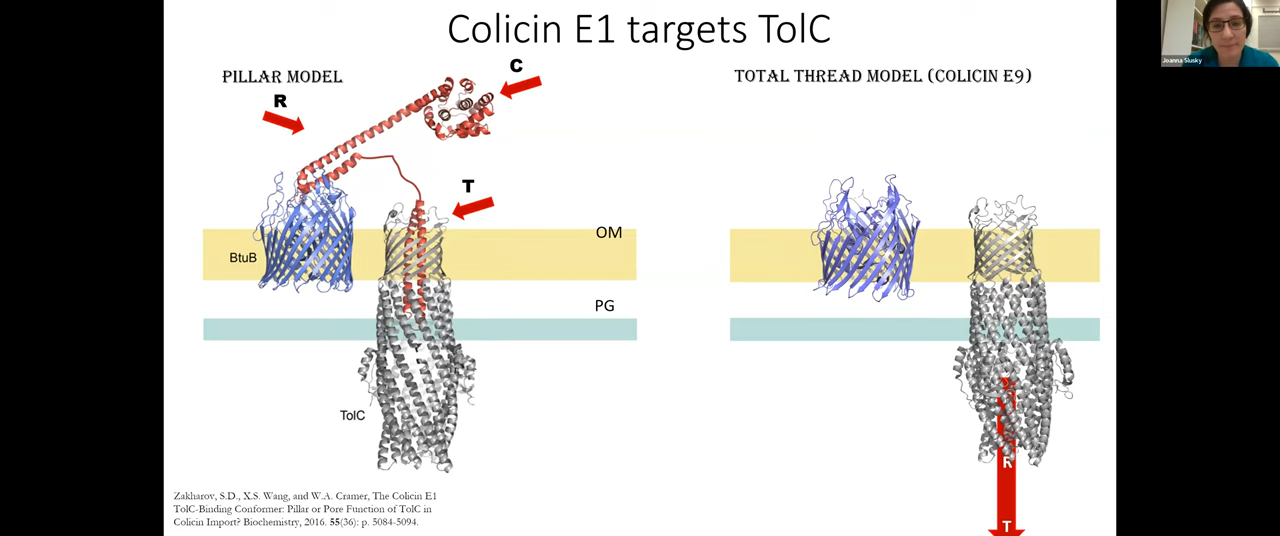 Colicin E1 targets TolC
Joanna Slusky
PILLAR MODEL
C
R
T
OM
BtuB
PG
TolC
Zakharov, S.D., X.S. Wang, and W.A. Cramer, The Colicin E1
TolC-Binding Conformer: Pillar or Pore Function of TolC in
Colicin Import? Biochemistry, 2016. 55(36): p. 5084-5094.
TOTAL THREAD MODEL (COLICIN E9)
R
T